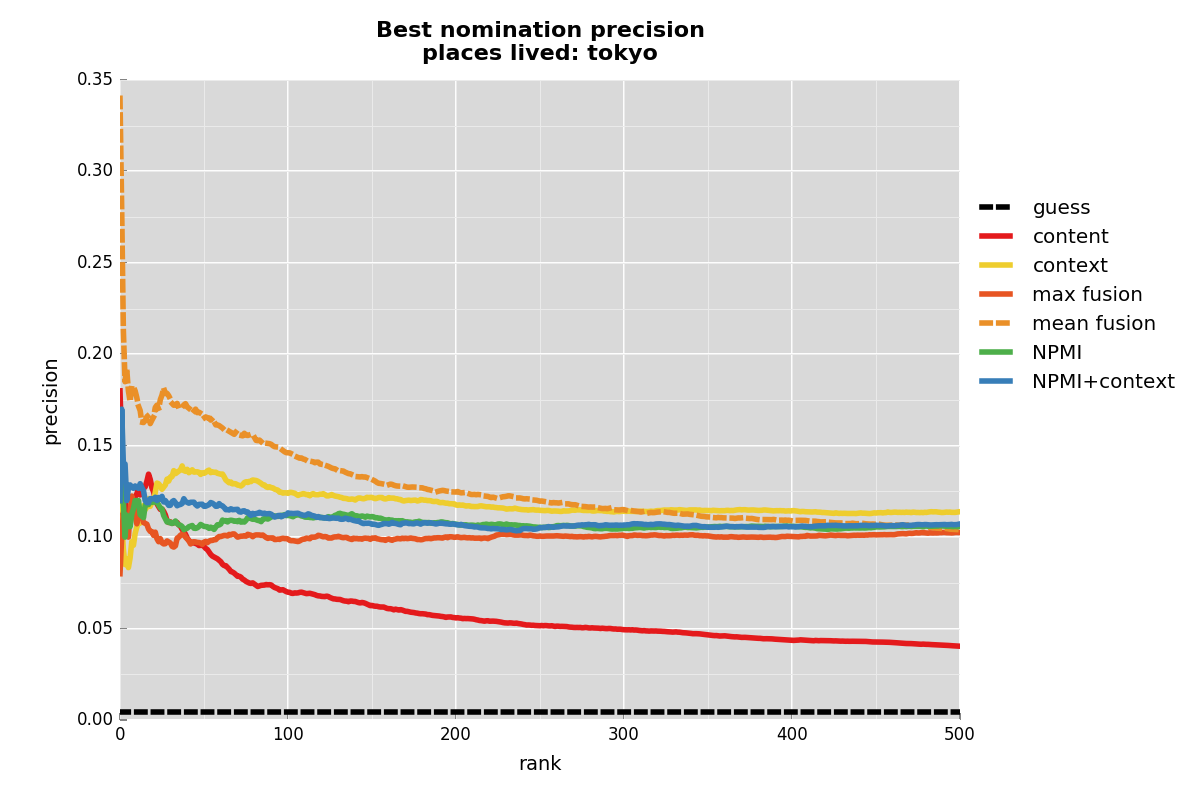 Best nomination precision
places lived: tokyo
0.35
0.30
0.25
0.20
0.15
0.10
0.05
0.00
precision
0
100
200
300
400
500
rank
guess
content
context
max fusion
mean fusion
NPMI
NPMI+context